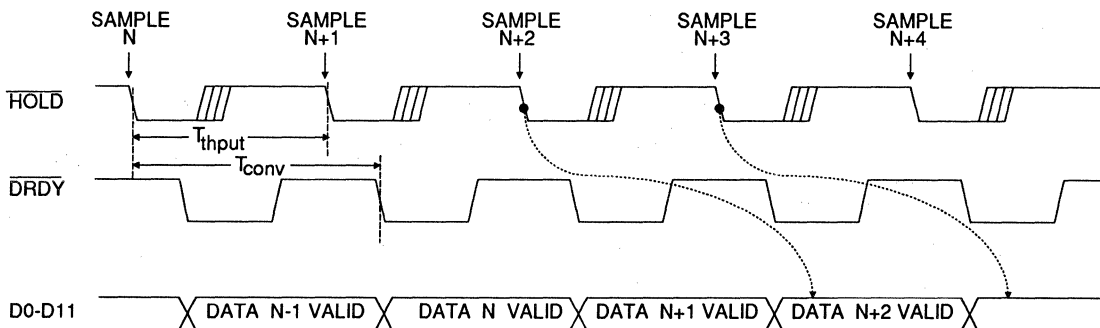 SAMPLE
N
SAMPLE
N+1
SAMPLE
N+2
SAMPLE
N+3
SAMPLE
N+4
HOLD
Tthput
Tconv
DRDY
D0-D11
DATA N-1 VALID
DATA N VALID
DATA N+1 VALID
DATA N+2 VALID